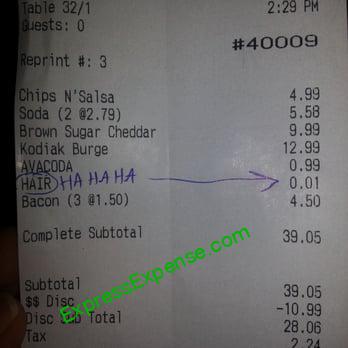 Table 32/1 2:29 PM
Guests: 0
#40009
Reprint #: 3
Chips N'Salsa 4.99
Soda (2 @2.79) 5.58
Brown Sugar Cheddar 9.99
Kodiak Burge 12.99
AVACODA 0.99
HAIR HA HA HA 0.01
Bacon (3 @1.50) 4.50
Complete Subtotal 39.05
Subtotal 39.05
$$ Disc -10.99
Disc Sub Total 28.06
Tax 2.24
ExpressExpense.com